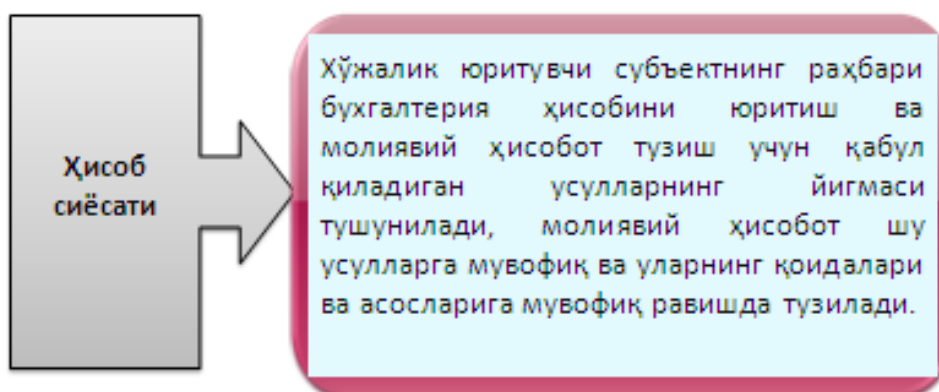 Ҳисоб
сиёсати
Хўжалик юритувчи субъектнинг раҳбари
бухгалтерия ҳисобини юритиш ва
молиявий ҳисобот тузиш учун қабул
қиладиган усулларнинг йигмаси
тушунилади, молиявий ҳисобот шу
усулларга мувофиқ ва уларнинг қоидалари
ва асосларига мувофиқ равишда тузилади.